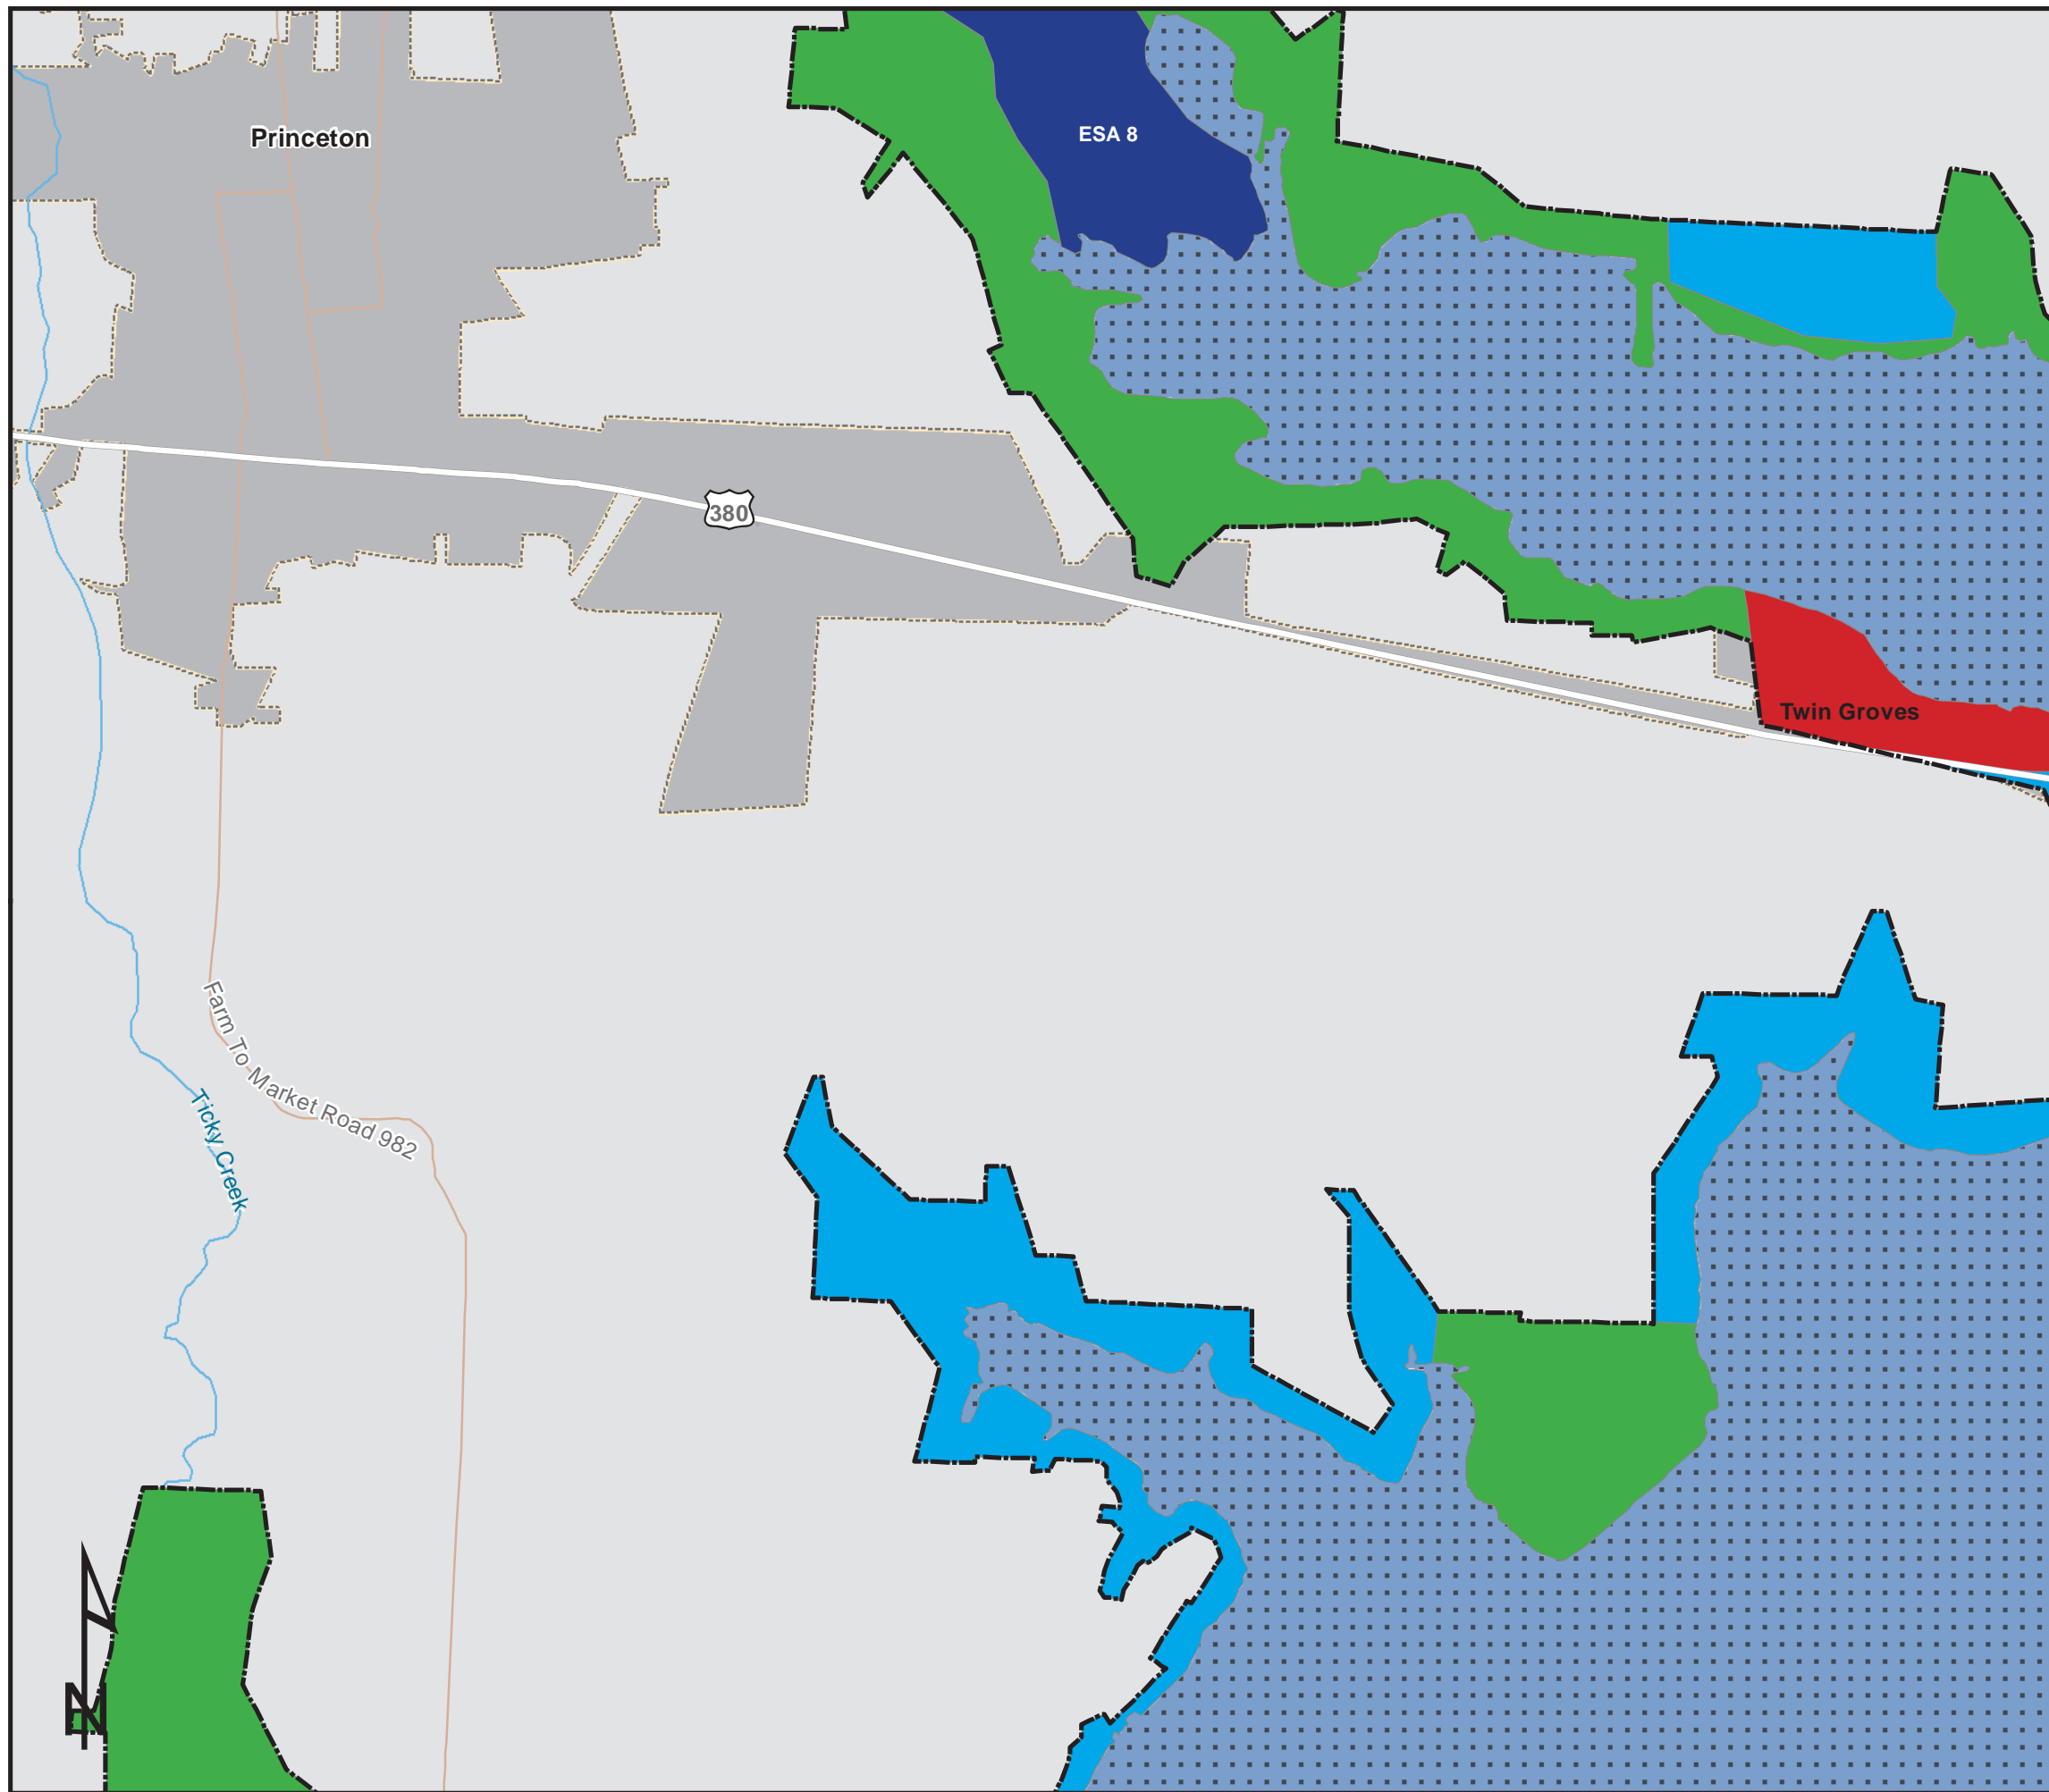 Princeton
ESA 8
380
Twin Groves
Farm To Market Road 982
Ticky Creek
N